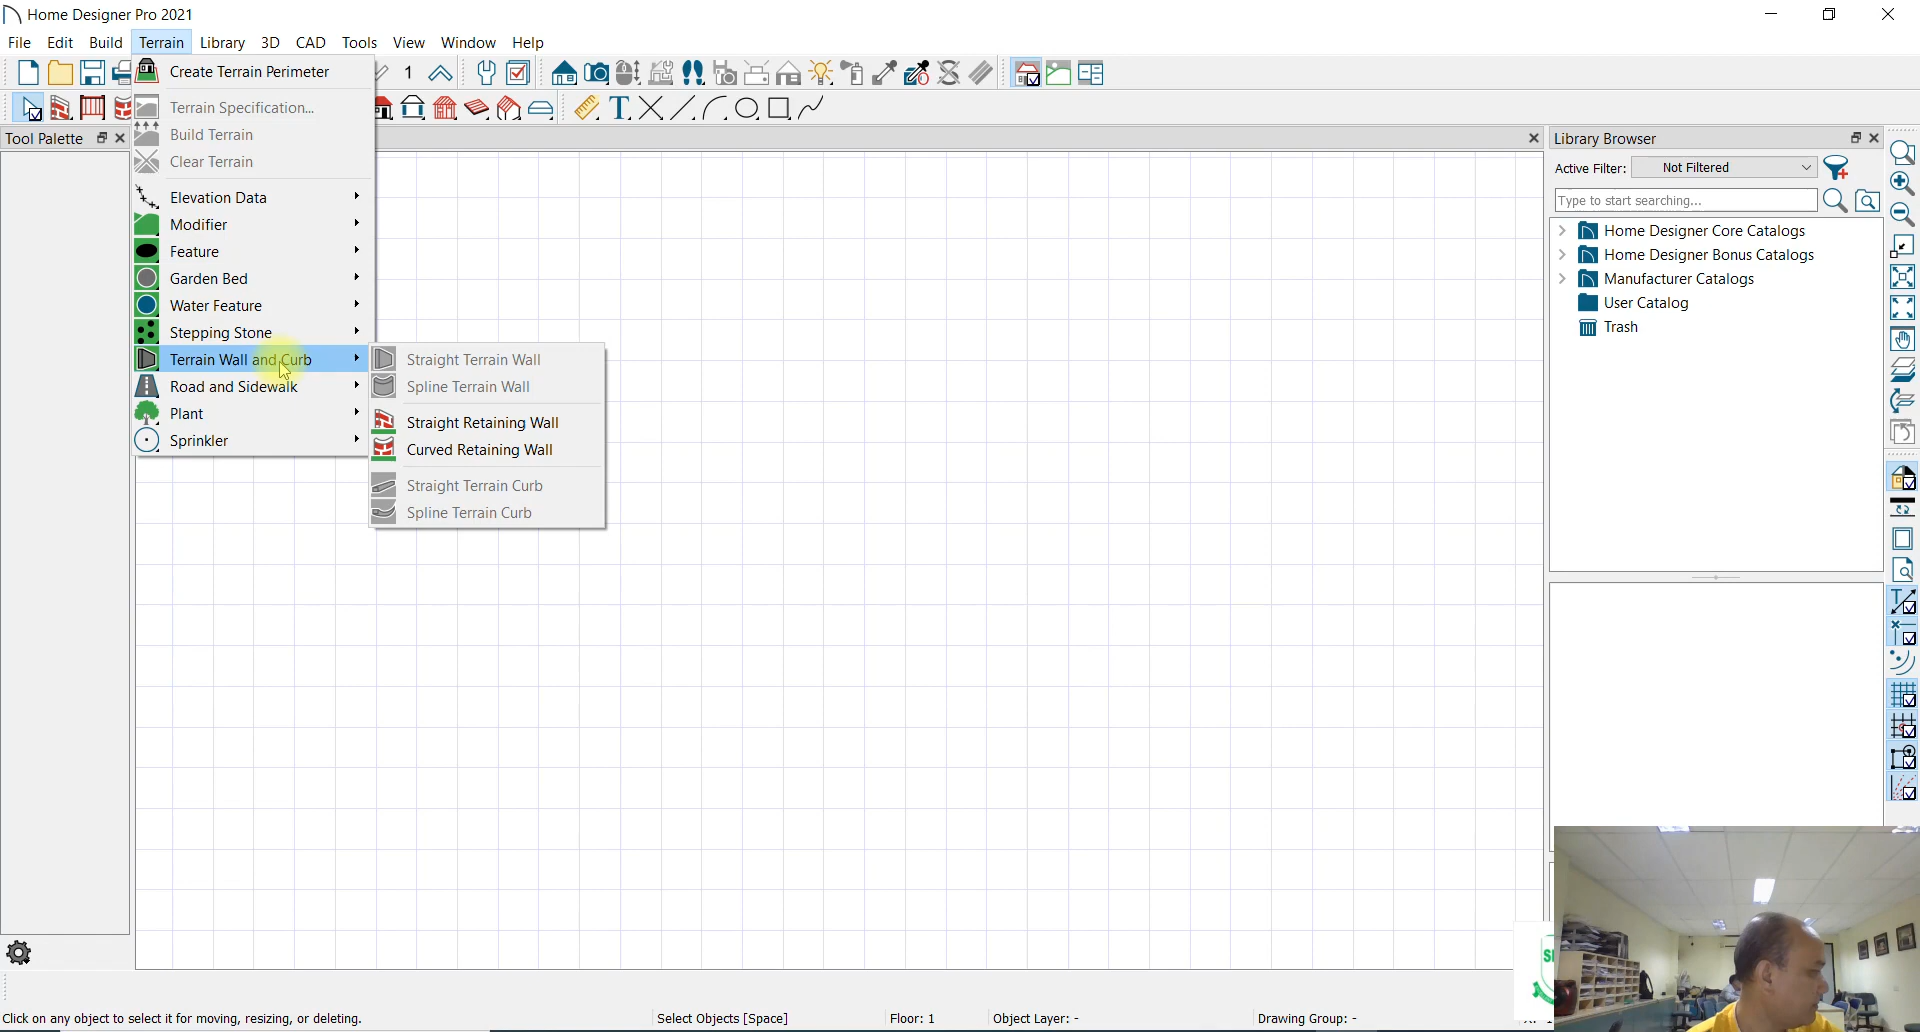 Home Designer Pro 2021
File Edit Build Terrain Library 3D CAD Tools View Window Help
Create Terrain Perimeter
1
Terrain Specification...
Build Terrain
Clear Terrain
Elevation Data
Modifier
Feature
Garden Bed
Water Feature
Stepping Stone
Terrain Wall and Curb
Road and Sidewalk
Plant
Sprinkler
Straight Terrain Wall
Spline Terrain Wall
Straight Retaining Wall
Curved Retaining Wall
Straight Terrain Curb
Spline Terrain Curb
Tool Palette
Library Browser
Active Filter: Not Filtered
Type to start searching...
Home Designer Core Catalogs
Home Designer Bonus Catalogs
Manufacturer Catalogs
User Catalog
Trash
Click on any object to select it for moving, resizing, or deleting. Select Objects [Space] Floor: 1 Object Layer: - Drawing Group: -